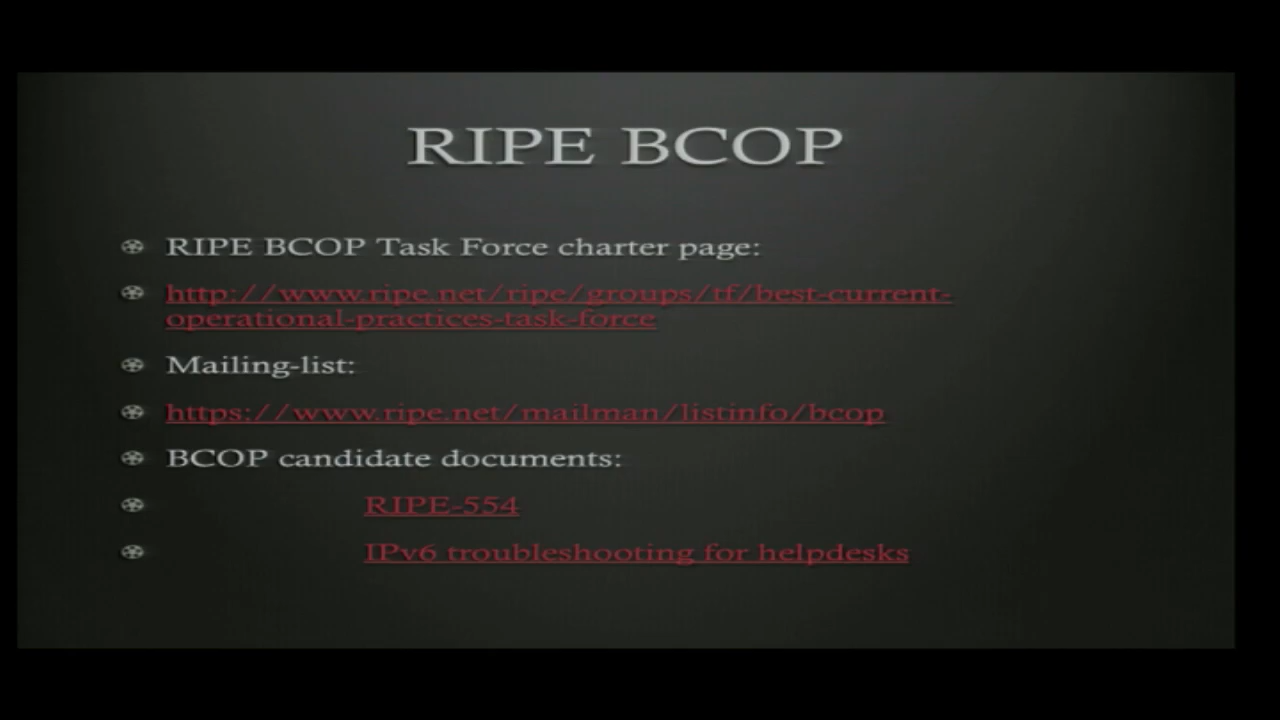 RIPE BCOP
RIPE BCOP Task Force charter page:
http://www.ripe.net/ripe/groups/tf/best-current-
operational-practices-task-force
Mailing-list:
https://www.ripe.net/mailman/listinfo/bcop
BCOP candidate documents:
RIPE-554
IPv6 troubleshooting for helpdesks